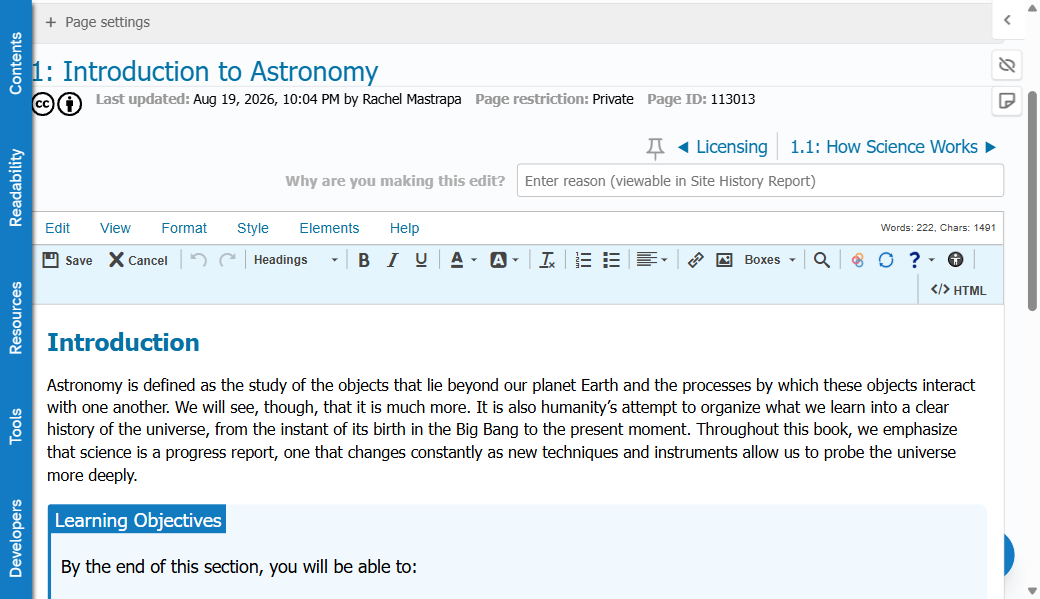 + Page settings
1: Introduction to Astronomy
cc Last updated: Aug 19, 2026, 10:04 PM by Rachel Mastrapa Page restriction: Private Page ID: 113013
◀ Licensing 1.1: How Science Works ▶
Why are you making this edit? Enter reason (viewable in Site History Report)
Edit View Format Style Elements Help Words: 222, Chars: 1491
Save Cancel Headings B I U A A Ix Boxes ?
</> HTML
Introduction
Astronomy is defined as the study of the objects that lie beyond our planet Earth and the processes by which these objects interact
with one another. We will see, though, that it is much more. It is also humanity’s attempt to organize what we learn into a clear
history of the universe, from the instant of its birth in the Big Bang to the present moment. Throughout this book, we emphasize
that science is a progress report, one that changes constantly as new techniques and instruments allow us to probe the universe
more deeply.
Learning Objectives
By the end of this section, you will be able to:
Contents
Readability
Resources
Tools
Developers